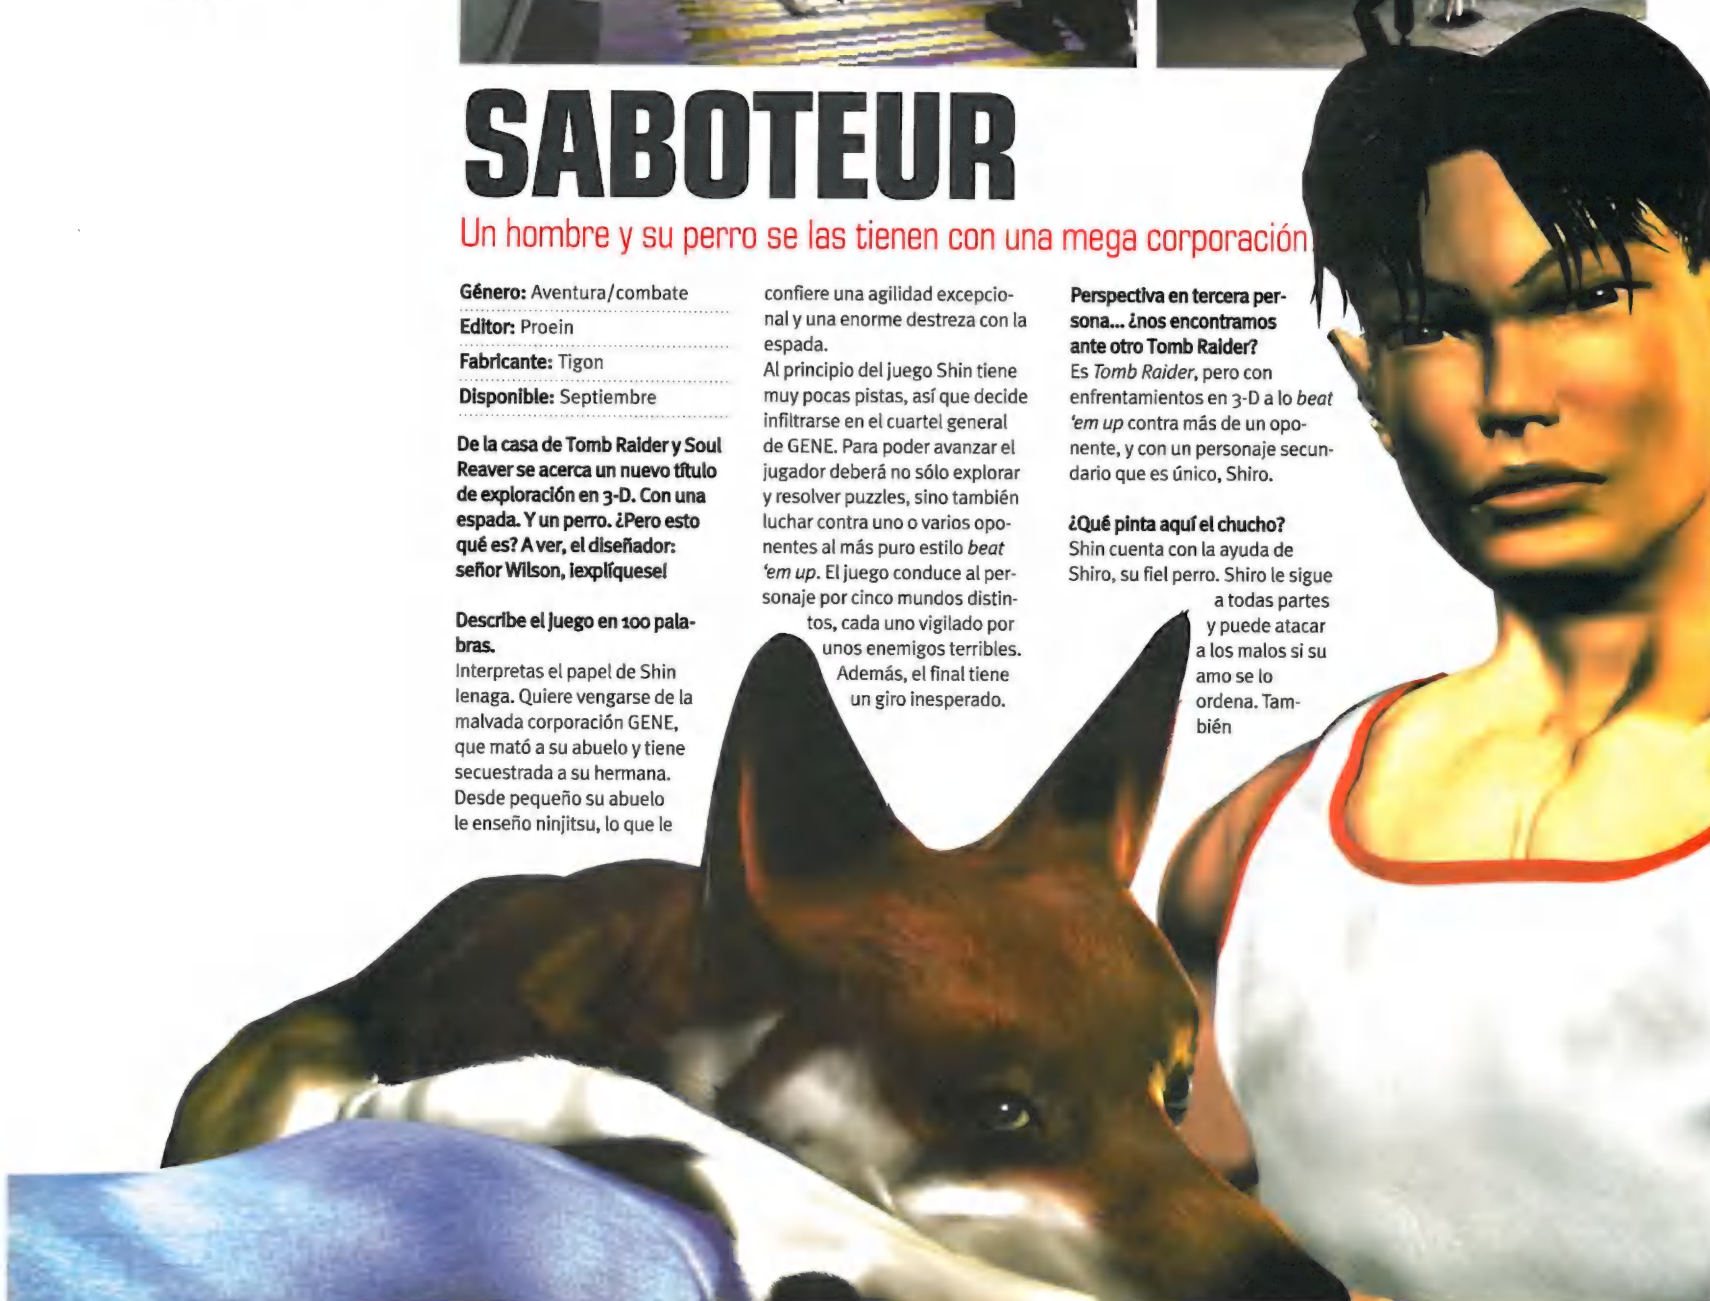 SABOTEUR
Un hombre y su perro se las tienen con una mega corporación
Género: Aventura/combate
Editor: Proein
Fabricante: Tigon
Disponible: Septiembre
De la casa de Tomb Raider y Soul
Reaver se acerca un nuevo título
de exploración en 3-D. Con una
espada. Y un perro. ¿Pero esto
qué es? A ver, el diseñador:
señor Wilson, ¡explíquese!
Describe el juego en 100 pala-
bras.
Interpretas el papel de Shin
Ienaga. Quiere vengarse de la
malvada corporación GENE,
que mató a su abuelo y tiene
secuestrada a su hermana.
Desde pequeño su abuelo
le enseño ninjitsu, lo que le
confiere una agilidad excepcio-
nal y una enorme destreza con la
espada.
Al principio del juego Shin tiene
muy pocas pistas, así que decide
infiltrarse en el cuartel general
de GENE. Para poder avanzar el
jugador deberá no sólo explorar
y resolver puzzles, sino también
luchar contra uno o varios opo-
nentes al más puro estilo beat
'em up. El juego conduce al per-
sonaje por cinco mundos distin-
tos, cada uno vigilado por
unos enemigos terribles.
Además, el final tiene
un giro inesperado.
Perspectiva en tercera per-
sona... ¿nos encontramos
ante otro Tomb Raider?
Es Tomb Raider, pero con
enfrentamientos en 3-D a lo beat
'em up contra más de un opo-
nente, y con un personaje secun-
dario que es único, Shiro.
¿Qué pinta aquí el chucho?
Shin cuenta con la ayuda de
Shiro, su fiel perro. Shiro le sigue
a todas partes
y puede atacar
a los malos si su
amo se lo
ordena. Tam-
bién